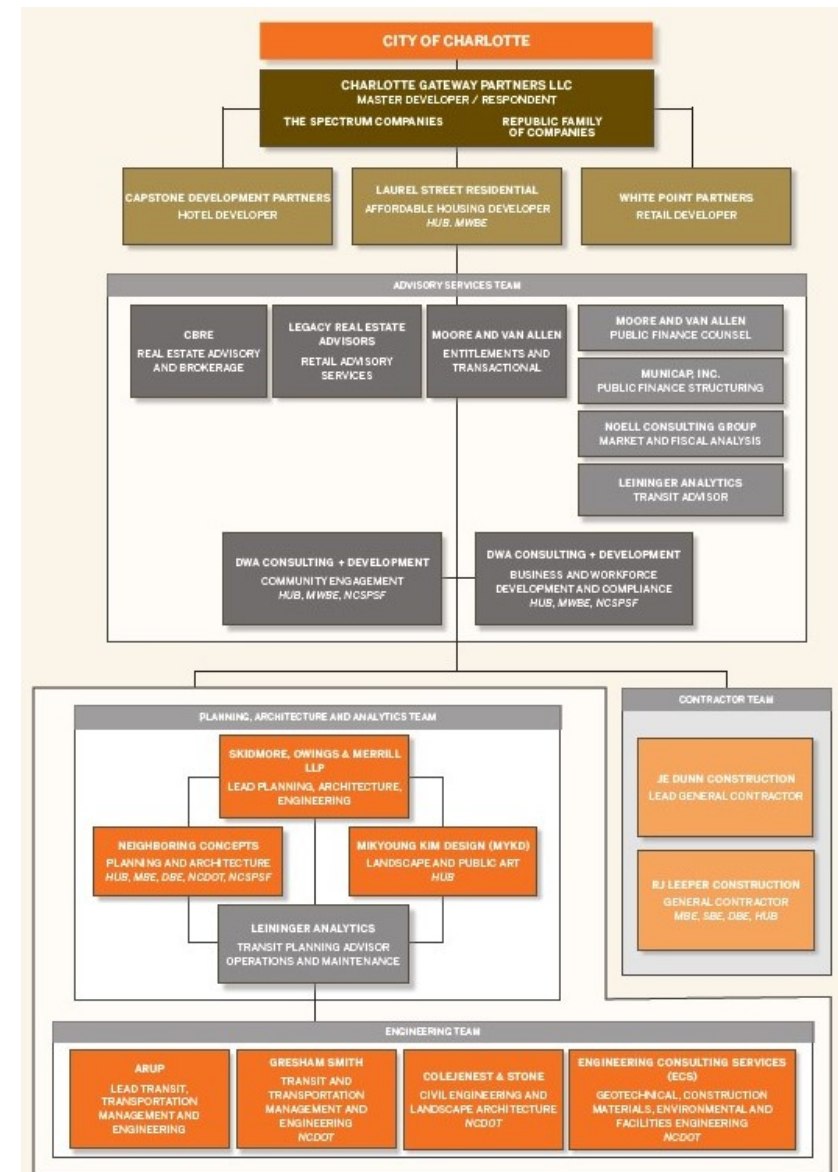 CITY OF CHARLOTTE
CHARLOTTE GATEWAY PARTNERS LLC
MASTER DEVELOPER / RESPONDENT
THE SPECTRUM COMPANIES
REPUBLIC FAMILY
OF COMPANIES
CAPSTONE DEVELOPMENT PARTNERS
HOTEL DEVELOPER
LAUREL STREET RESIDENTIAL
AFFORDABLE HOUSING DEVELOPER
HUB. MWBE
WHITE POINT PARTNERS
RETAIL DEVELOPER
ADVISORY SERVICES TEAM
CBRE
REAL ESTATE ADVISORY
AND BROKERAGE
LEGACY REAL ESTATE
ADVISORS
RETAIL ADVISORY
SERVICES
MOORE AND VAN ALLEN
ENTITLEMENTS AND
TRANSACTIONAL
MOORE AND VAN ALLEN
PUBLIC FINANCE COUNSEL
MUNICAP, INC.
PUBLIC FINANCE STRUCTURING
NOELL CONSULTING GROUP
MARKET AND FISCAL ANALYSIS
LEININGER ANALYTICS
TRANSIT ADVISOR
DWA CONSULTING + DEVELOPMENT
COMMUNITY ENGAGEMENT
HUB, MWBE, NCSPSF
DWA CONSULTING + DEVELOPMENT
BUSINESS AND WORKFORCE
DEVELOPMENT AND COMPLIANCE
HUB, MWBE, NCSPSF
PLANNING, ARCHITECTURE AND ANALYTICS TEAM
SKIDMORE, OWINGS & MERRILL
LLP
LEAD PLANNING, ARCHITECTURE,
ENGINEERING
NEIGHBORING CONCEPTS
PLANNING AND ARCHITECTURE
HUB, MBE, DBE, NCDOT, NCSPSF
MIKYOUNG KIM DESIGN (MYKD)
LANDSCAPE AND PUBLIC ART
HUB
LEININGER ANALYTICS
TRANSIT PLANNING ADVISOR
OPERATIONS AND MAINTENANCE
CONTRACTOR TEAM
JE DUNN CONSTRUCTION
LEAD GENERAL CONTRACTOR
RJ LEEPER CONSTRUCTION
GENERAL CONTRACTOR
MBE, SBE, DBE, HUB
ENGINEERING TEAM
ARUP
LEAD TRANSIT,
TRANSPORTATION
MANAGEMENT AND
ENGINEERING
GRESHAM SMITH
TRANSIT AND
TRANSPORTATION
MANAGEMENT AND
ENGINEERING
NCDOT
COLEJENEST & STONE
CIVIL ENGINEERING AND
LANDSCAPE ARCHITECTURE
NCDOT
ENGINEERING CONSULTING SERVICES
(ECS)
GEOTECHNICAL, CONSTRUCTION
MATERIALS, ENVIRONMENTAL AND
FACILITIES ENGINEERING
NCDOT